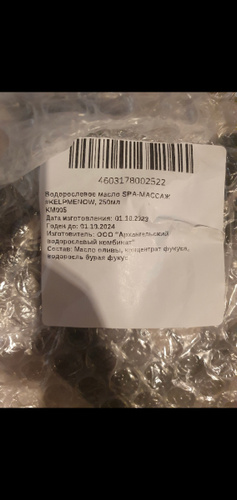 4603178002522
Водорослевое масло SPA-МАССАЖ
#KELPMENOW, 250мл
КМ005
Дата изготовления: 01.10.2023
Годен до: 01.10.2024
Изготовитель: ООО "Архангельский
водорослевый комбинат"
Состав: Масло оливы, концентрат фукуса,
водоросль бурая фукус